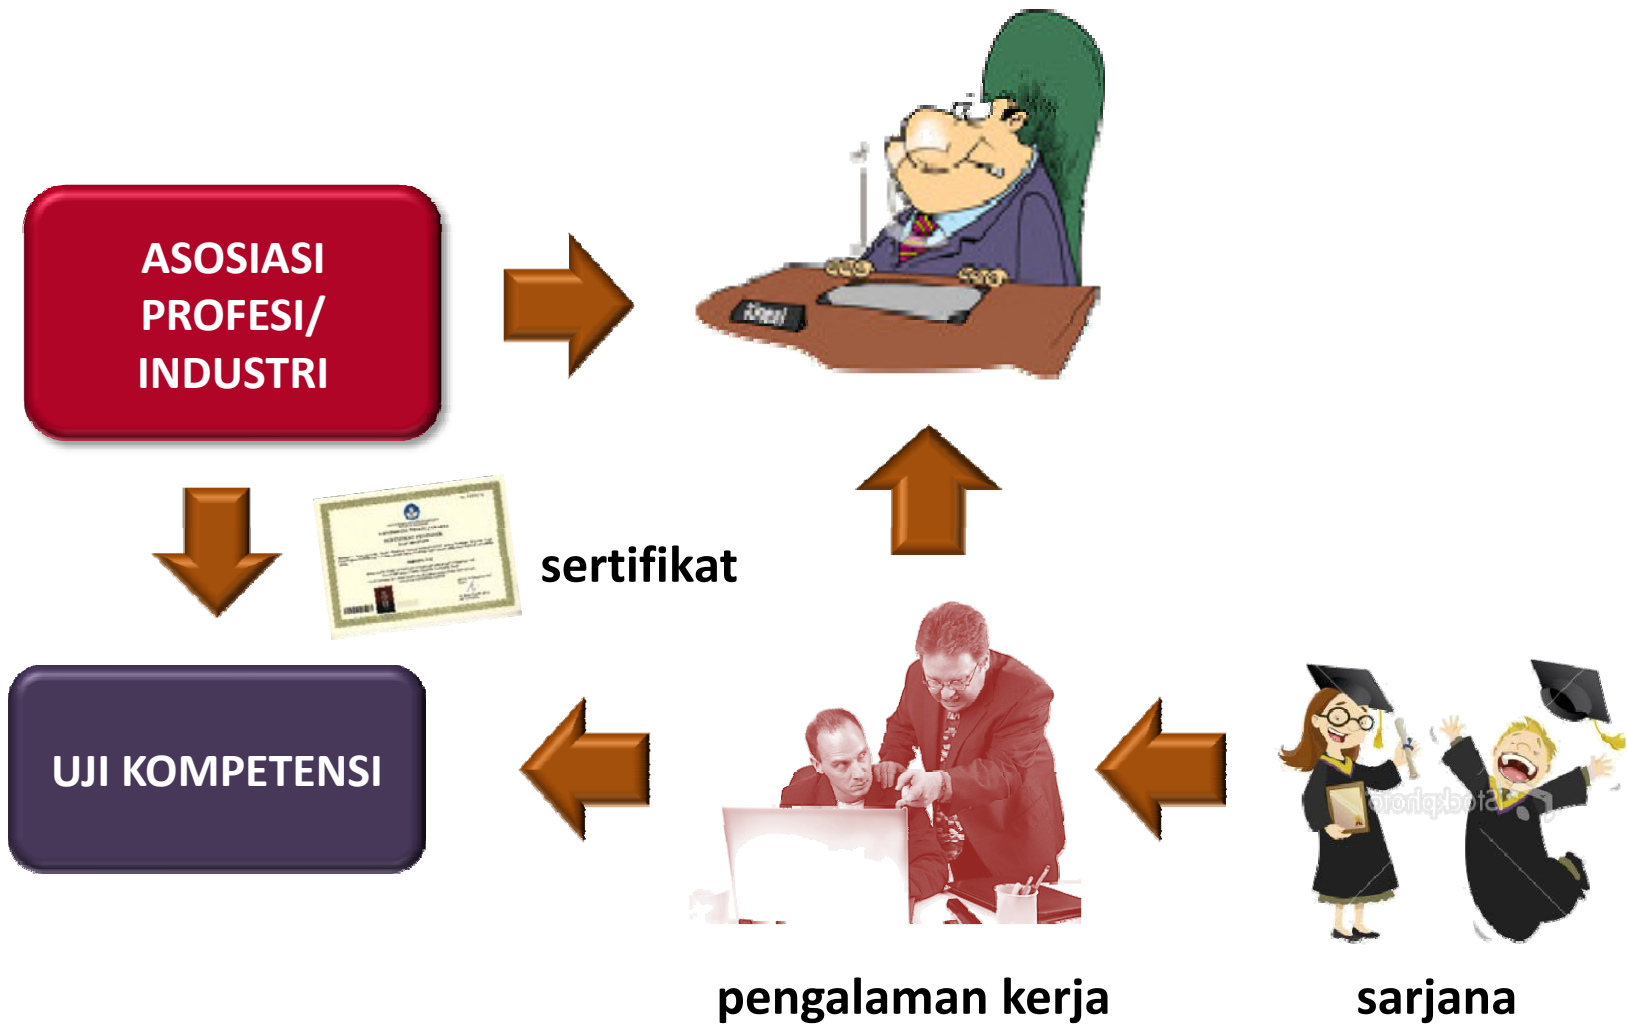 ASOSIASI
PROFESI/
INDUSTRI
sertifikat
UJI KOMPETENSI
pengalaman kerja
sarjana